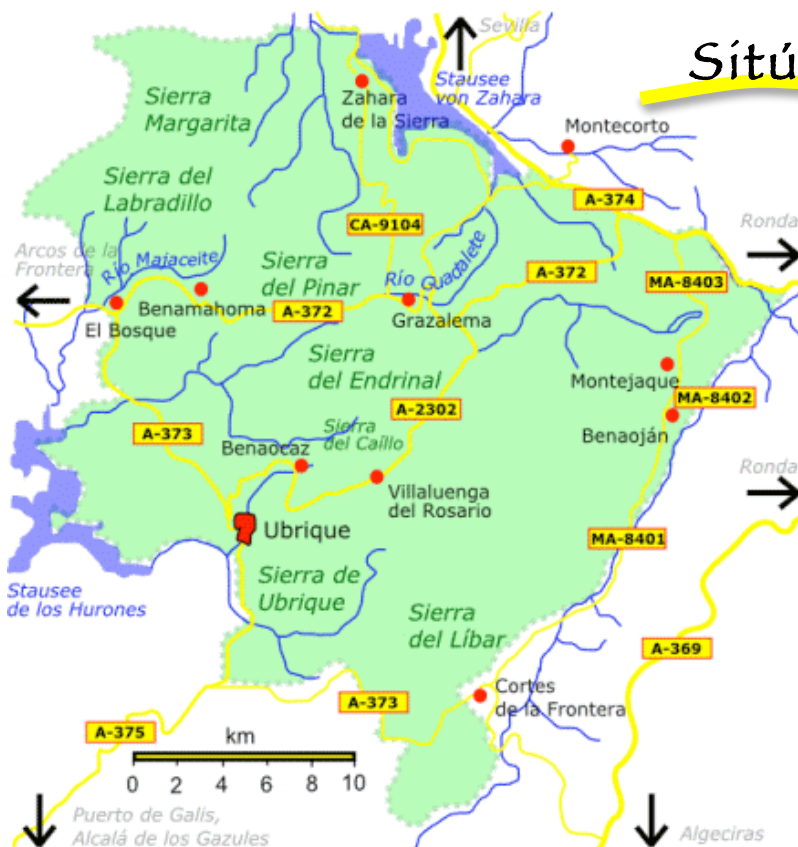 Sevilla
Sitú
Stausee
von Zahara
Sierra
Margarita
Zahara
de la Sierra
Montecorto
Sierra del
Labradillo
A-374
CA-9104
Ronda
Arcos de la
Frontera
Río Majaceite
Sierra
del Pinar
Río Guadalete
A-372
MA-8403
Benamahoma
A-372
El Bosque
Grazalema
Sierra
del Endrinal
Montejaque
MA-8402
A-2302
Benaoján
A-373
Sierra
del Caíllo
Benaocaz
Ronda
Villaluenga
del Rosario
Ubrique
MA-8401
Stausee
de los Hurones
Sierra de
Ubrique
Sierra
del Líbar
A-369
Cortes
de la Frontera
A-373
A-375
km
0 2 4 6 8 10
Puerto de Galis,
Alcalá de los Gazules
Algeciras